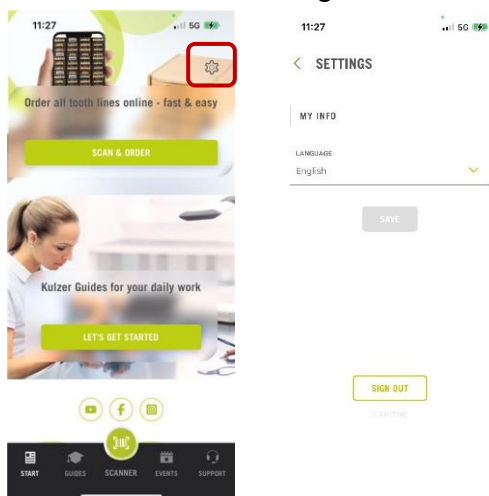 11:27
5G
Order all tooth lines online - fast & easy
SCAN & ORDER
Kulzer Guides for your daily work
LET'S GET STARTED
START
GUIDES
SCANNER
EVENTS
SUPPORT
11:27
5G
SETTINGS
MY INFO
LANGUAGE
English
SAVE
SIGN OUT